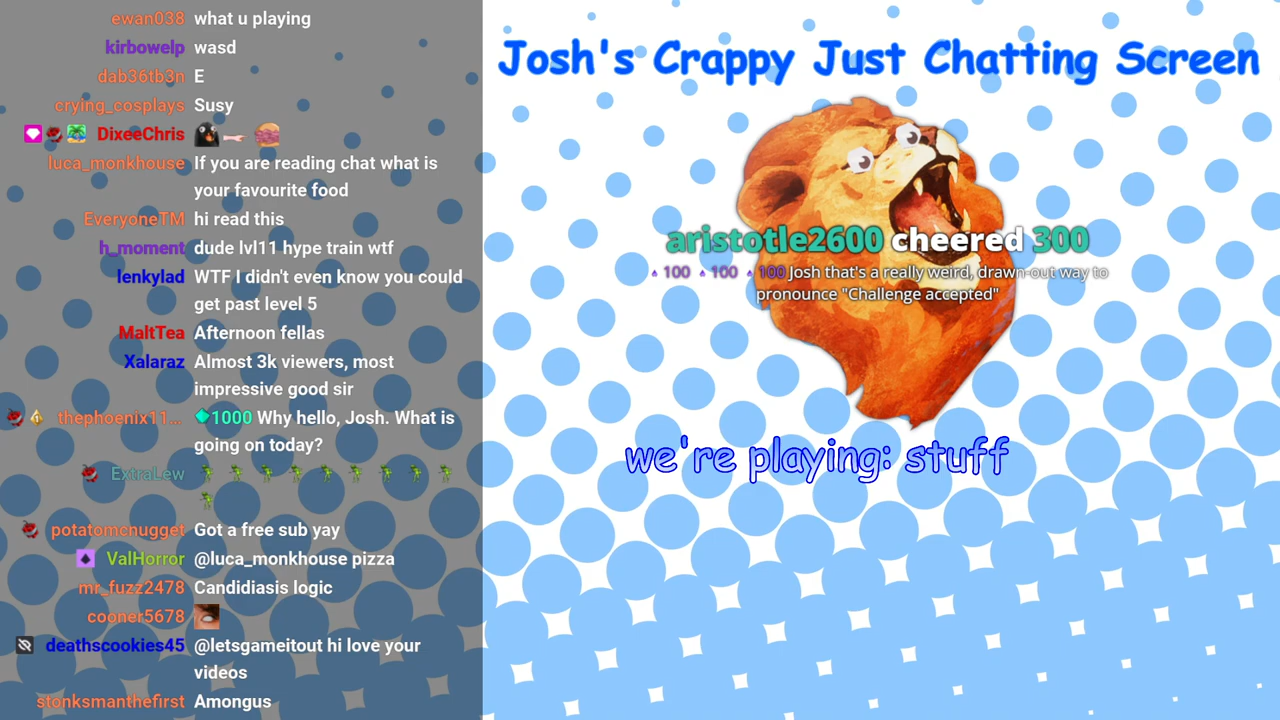 ewan038 what u playing
kirbowelp wasd
dab36tb3n E
crying_cosplays Susy
DixeeChris
luca_monkhouse If you are reading chat what is
your favourite food
EveryoneTM hi read this
h_moment dude lvl11 hype train wtf
lenkylad WTF I didn't even know you could
get past level 5
MaltTea Afternoon fellas
Xalaraz Almost 3k viewers, most
impressive good sir
thephoenix11... 1000 Why hello, Josh. What is
going on today?
ExtraLew
potatomcnugget Got a free sub yay
ValHorror @luca_monkhouse pizza
mr_fuzz2478 Candidiasis logic
cooner5678
deathscookies45 @letsgameitout hi love your
videos
stonksmanthefirst Amongus
Josh's Crappy Just Chatting Screen
aristotle2600 cheered 300
100 100 100 Josh that's a really weird, drawn-out way to
pronounce "Challenge accepted"
we're playing: stuff